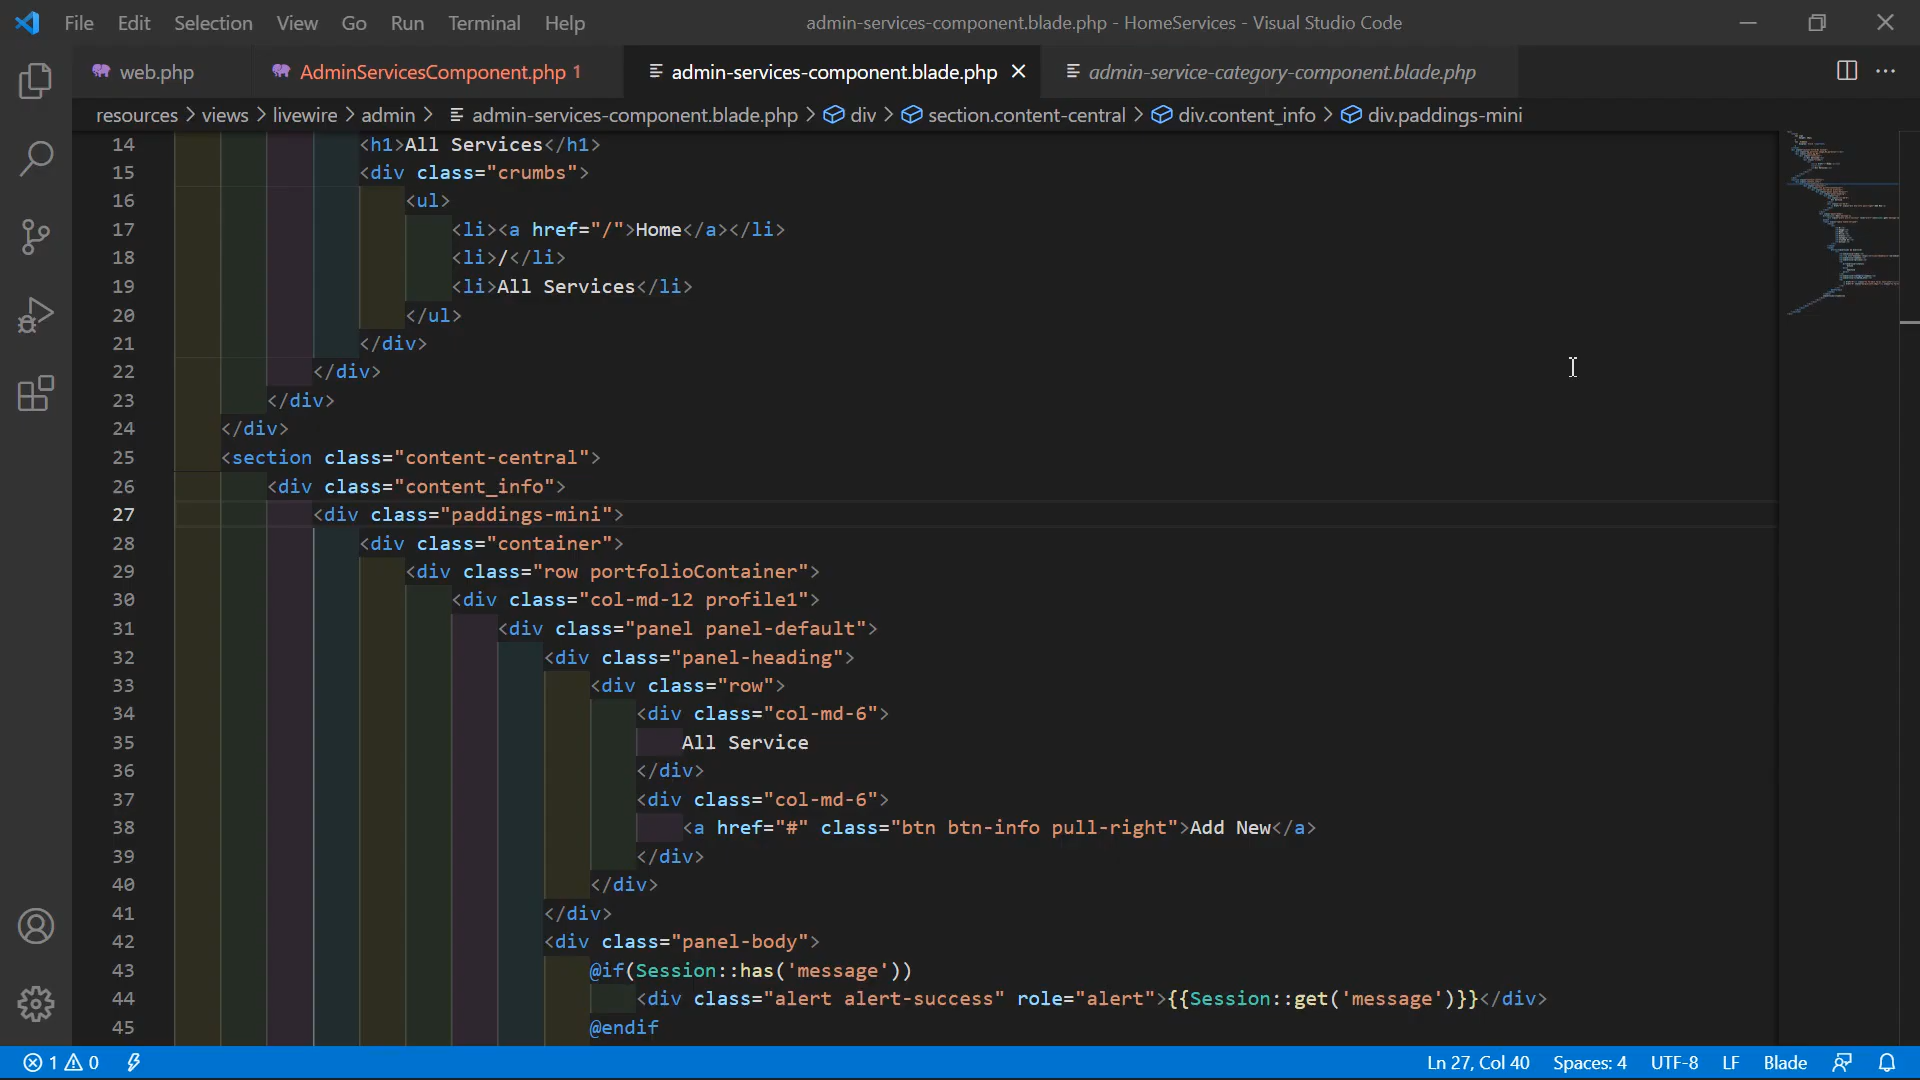 File Edit Selection View Go Run Terminal Help admin-services-component.blade.php - HomeServices - Visual Studio Code
web.php AdminServicesComponent.php 1 admin-services-component.blade.php admin-service-category-component.blade.php
resources > views > livewire > admin > admin-services-component.blade.php > div > section.content-central > div.content_info > div.paddings-mini
14 <h1>All Services</h1>
15 <div class="crumbs">
16 <ul>
17 <li><a href="/">Home</a></li>
18 <li>/</li>
19 <li>All Services</li>
20 </ul>
21 </div>
22 </div>
23 </div>
24 </div>
25 <section class="content-central">
26 <div class="content_info">
27 <div class="paddings-mini">
28 <div class="container">
29 <div class="row portfolioContainer">
30 <div class="col-md-12 profile1">
31 <div class="panel panel-default">
32 <div class="panel-heading">
33 <div class="row">
34 <div class="col-md-6">
35 All Service
36 </div>
37 <div class="col-md-6">
38 <a href="#" class="btn btn-info pull-right">Add New</a>
39 </div>
40 </div>
41 </div>
42 <div class="panel-body">
43 @if(Session::has('message'))
44 <div class="alert alert-success" role="alert">{{Session::get('message')}}</div>
45 @endif
1 0 Ln 27, Col 40 Spaces: 4 UTF-8 LF Blade